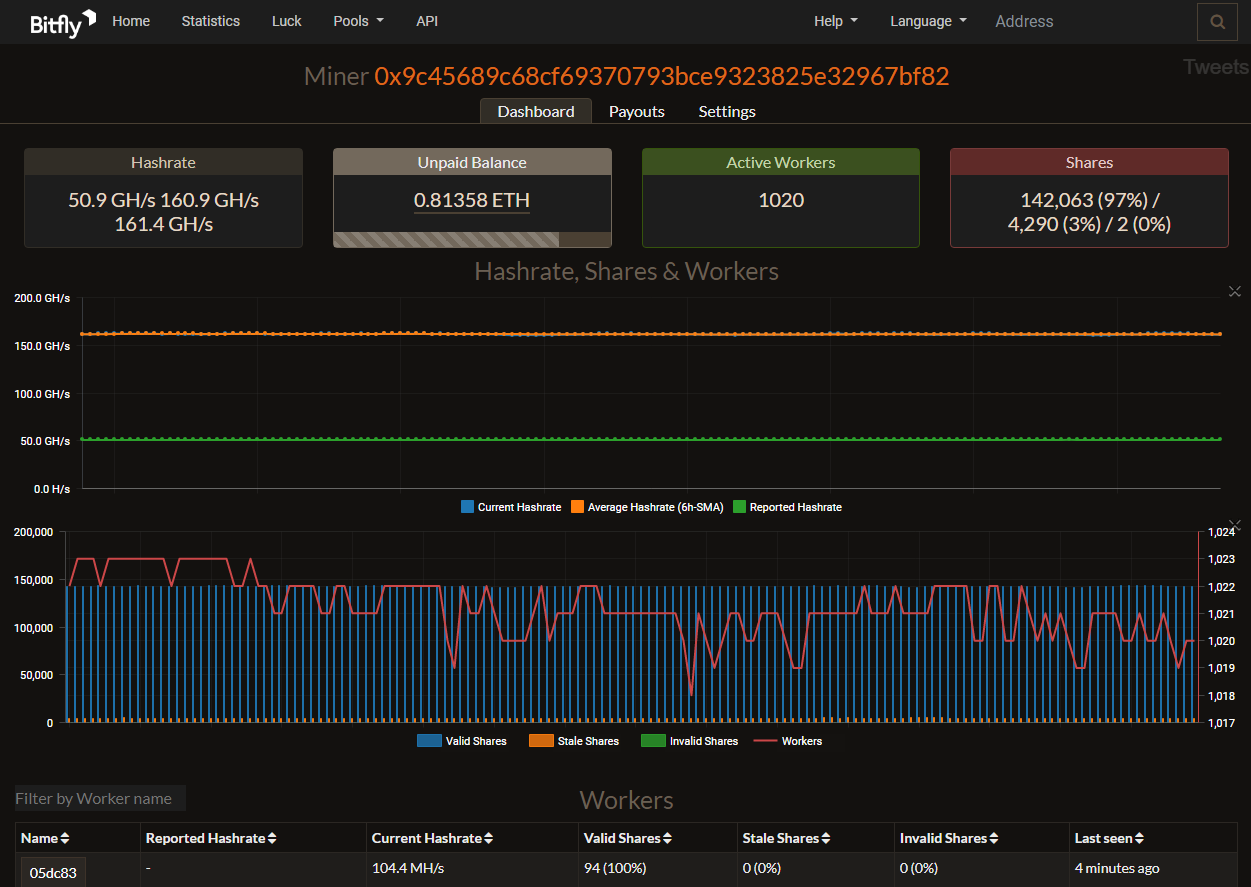 Bitfly Home Statistics Luck Pools API Help Language Address
Tweets
Miner 0x9c45689c68cf69370793bce9323825e32967bf82
Dashboard Payouts Settings
Hashrate
50.9 GH/s 160.9 GH/s
161.4 GH/s
Unpaid Balance
0.81358 ETH
Active Workers
1020
Shares
142,063 (97%) /
4,290 (3%) / 2 (0%)
Hashrate, Shares & Workers
200.0 GH/s
150.0 GH/s
100.0 GH/s
50.0 GH/s
0.0 H/s
Current Hashrate Average Hashrate (6h-SMA) Reported Hashrate
200,000 1,024
1,023
150,000 1,022
1,021
100,000
1,020
50,000 1,019
1,018
0 1,017
Valid Shares Stale Shares Invalid Shares Workers
Filter by Worker name
Workers
Name Reported Hashrate Current Hashrate Valid Shares Stale Shares Invalid Shares Last seen
05dc83 - 104.4 MH/s 94 (100%) 0 (0%) 0 (0%) 4 minutes ago